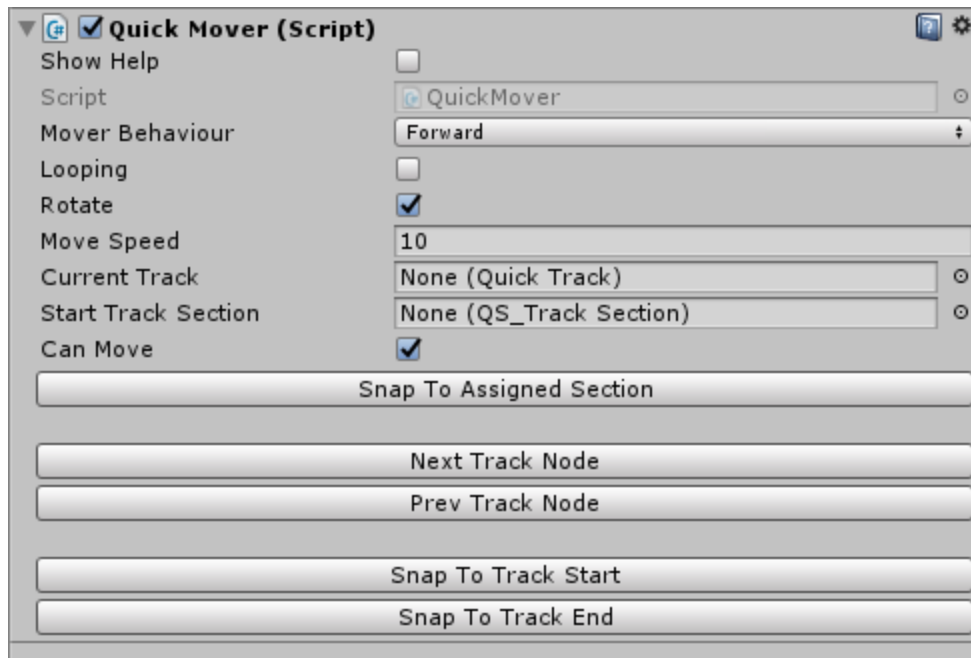 Quick Mover (Script)
Show Help
Script QuickMover
Mover Behaviour Forward
Looping
Rotate
Move Speed 10
Current Track None (Quick Track)
Start Track Section None (QS_Track Section)
Can Move
Snap To Assigned Section
Next Track Node
Prev Track Node
Snap To Track Start
Snap To Track End